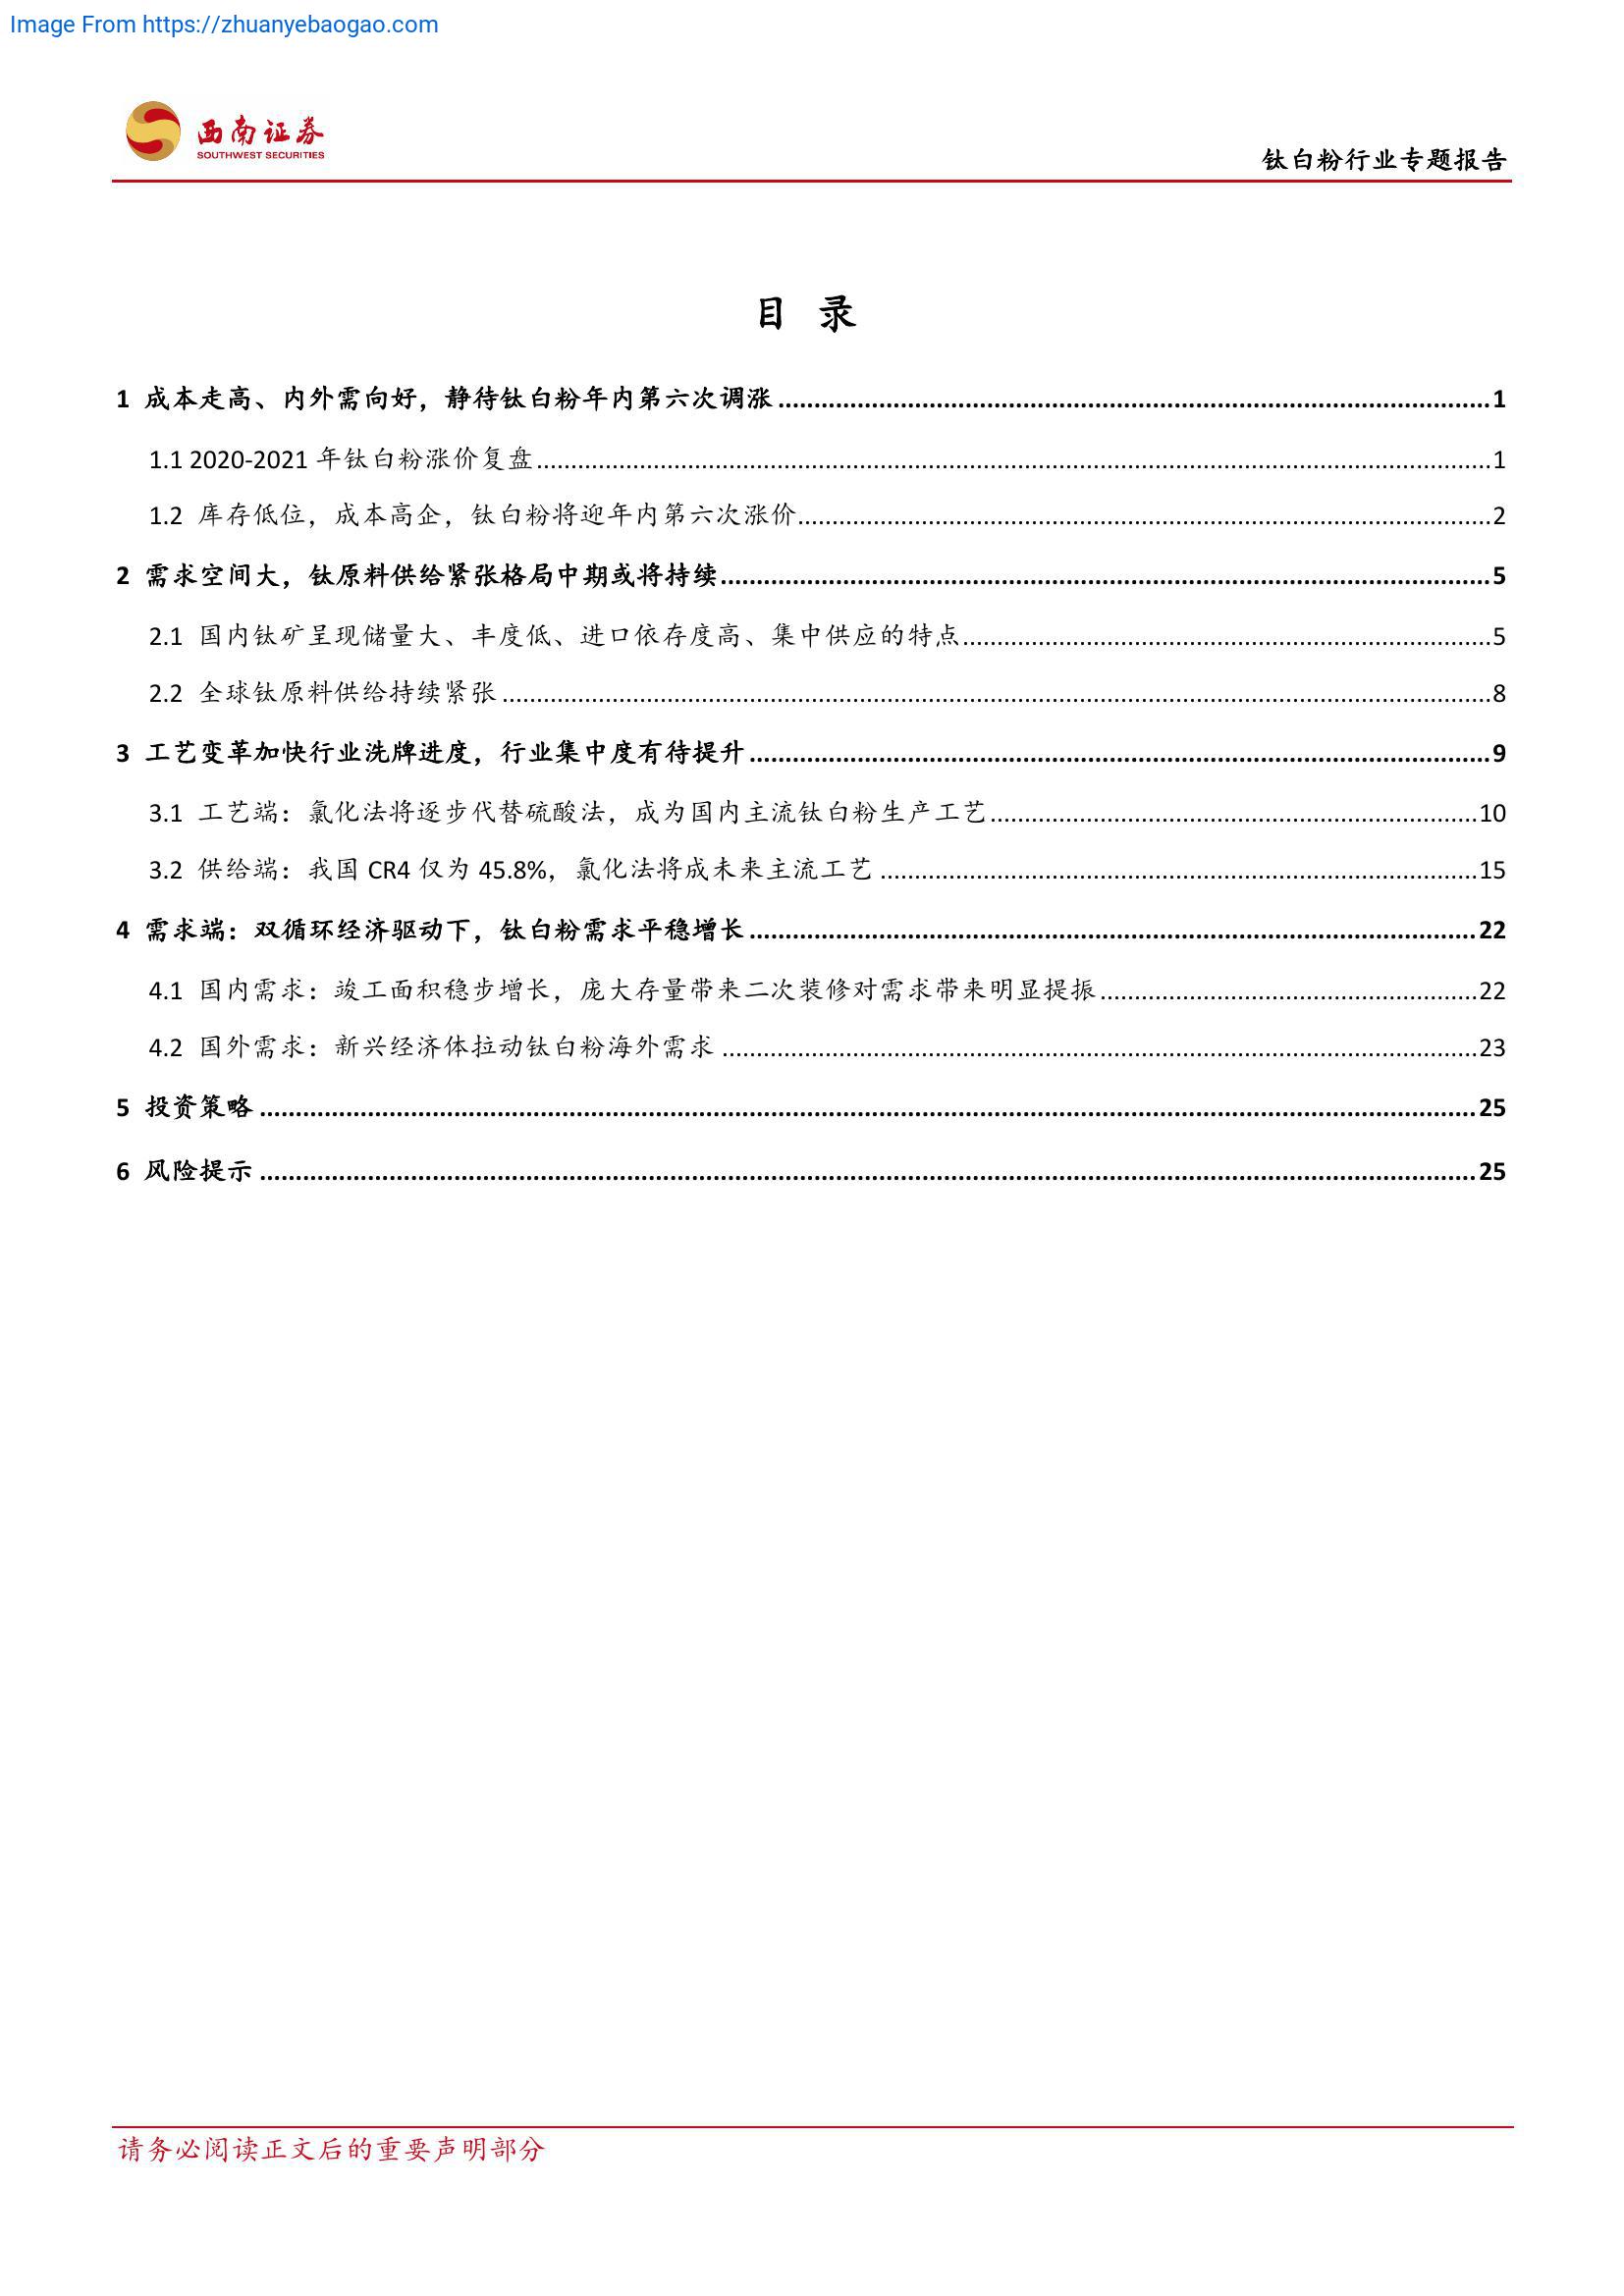 Image From https://zhuanyebaogao.com
西南证券
SOUTHWEST SECURITIES
钛白粉行业专题报告
目 录
1 成本走高、内外需向好，静待钛白粉年内第六次调涨 ........ 1
1.1 2020-2021 年钛白粉涨价复盘 ........ 1
1.2 库存低位，成本高企，钛白粉将迎年内第六次涨价 ........ 2
2 需求空间大，钛原料供给紧张格局中期或将持续 ........ 5
2.1 国内钛矿呈现储量大、丰度低、进口依存度高、集中供应的特点 ........ 5
2.2 全球钛原料供给持续紧张 ........ 8
3 工艺变革加快行业洗牌进度，行业集中度有待提升 ........ 9
3.1 工艺端：氯化法将逐步代替硫酸法，成为国内主流钛白粉生产工艺 ........ 10
3.2 供给端：我国 CR4 仅为 45.8%，氯化法将成未来主流工艺 ........ 15
4 需求端：双循环经济驱动下，钛白粉需求平稳增长 ........ 22
4.1 国内需求：竣工面积稳步增长，庞大存量带来二次装修对需求带来明显提振 ........ 22
4.2 国外需求：新兴经济体拉动钛白粉海外需求 ........ 23
5 投资策略 ........ 25
6 风险提示 ........ 25
请务必阅读正文后的重要声明部分